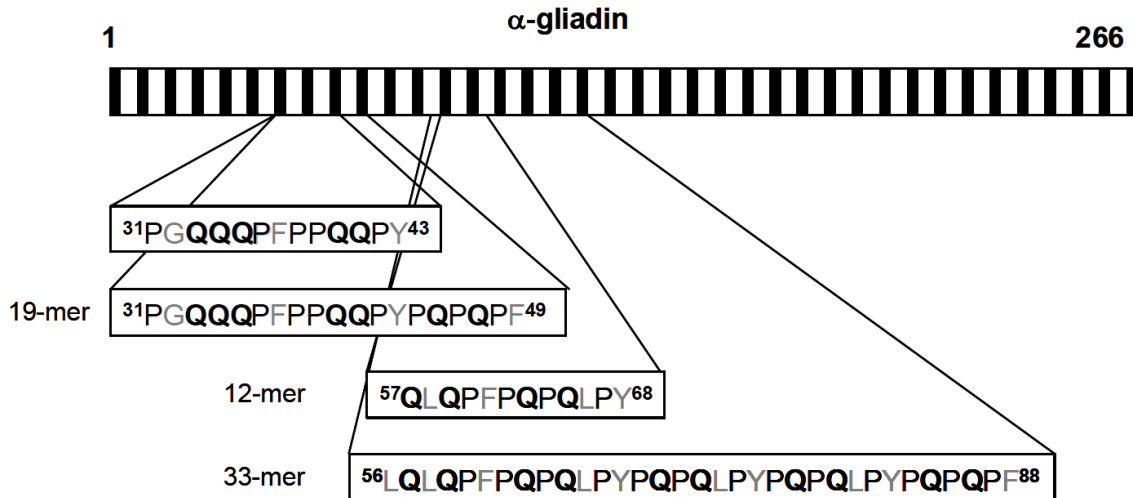 α-gliadin
1 266
³¹PGQQQPFPPQQPY⁴³
19-mer ³¹PGQQQPFPPQQPYPQPQPF⁴⁹
12-mer ⁵⁷QLQPFPQPQLPY⁶⁸
33-mer ⁵⁶LQLQPFPQPQLPYPQPQLPYPQPQLPYPQPQPF⁸⁸